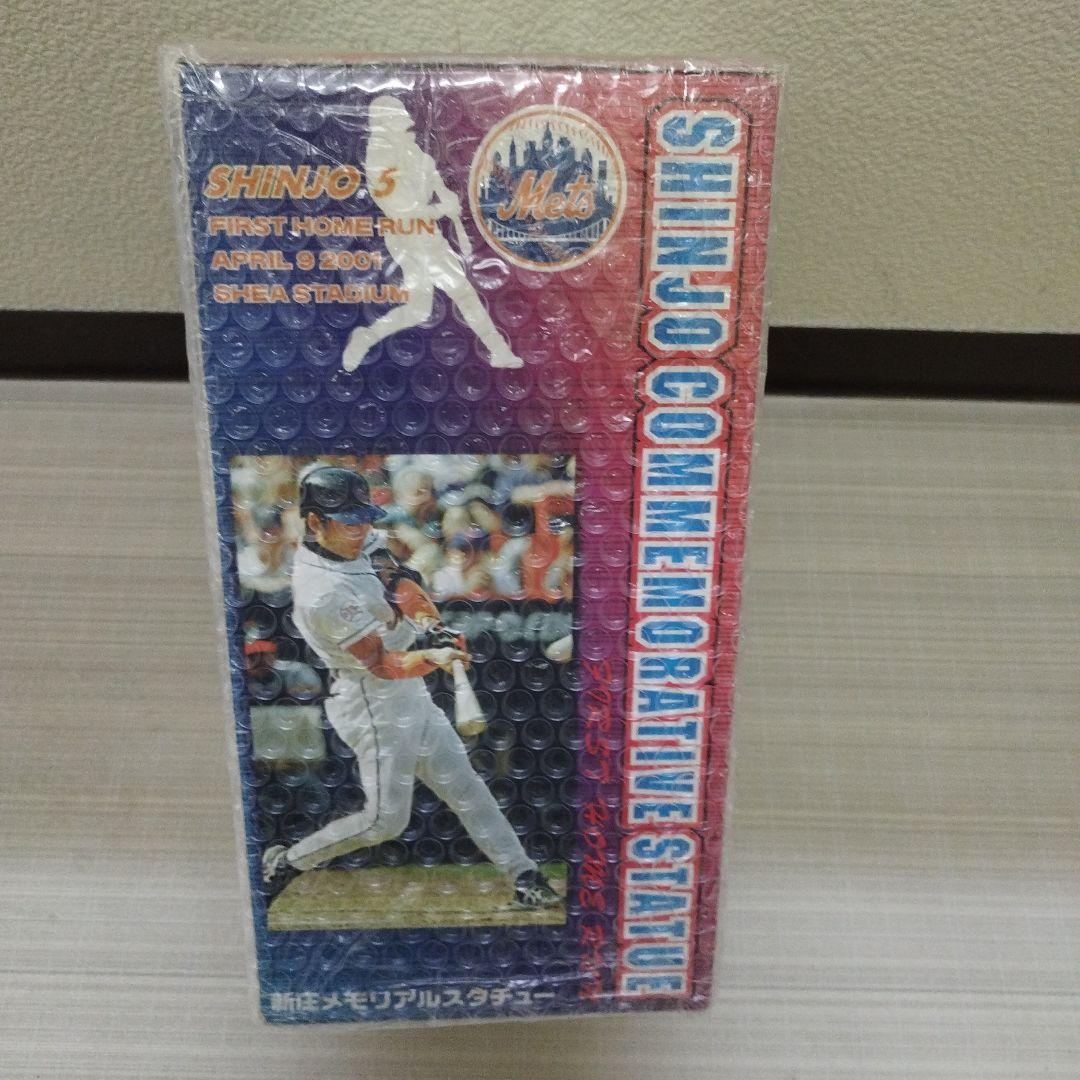 SHINJO 5
FIRST HOME RUN
APRIL 9 2001
SHEA STADIUM
Mets
SHINJO COMMEMORATIVE STATUE
FIRST HOME RUN
新庄メモリアルスタチュー